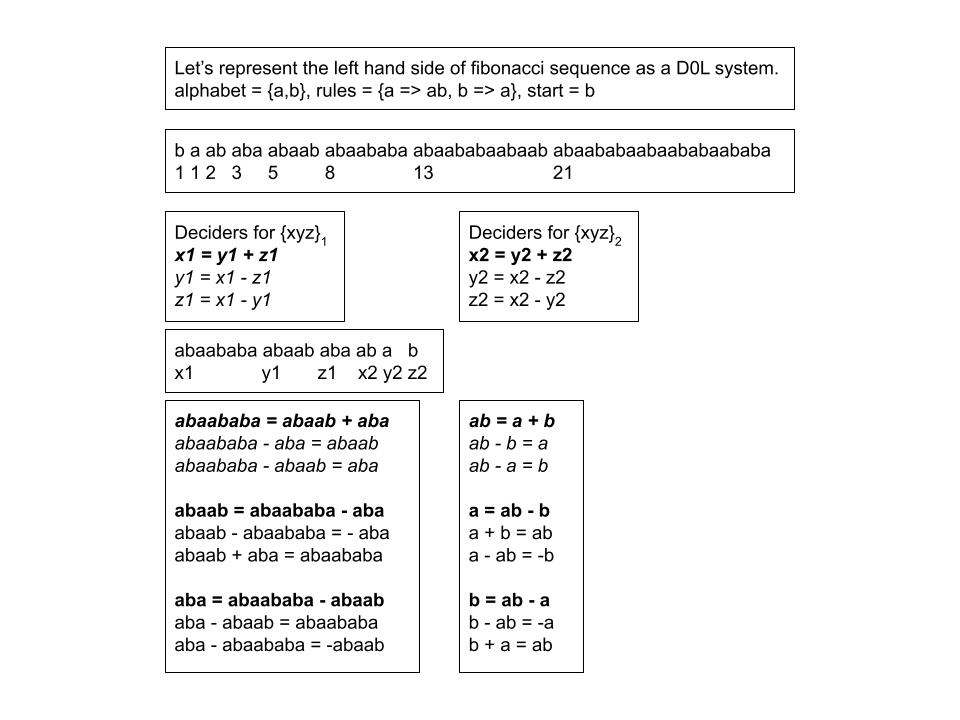 Let’s represent the left hand side of fibonacci sequence as a D0L system.
alphabet = {a,b}, rules = {a => ab, b => a}, start = b
b a ab aba abaab abaababa abaababaabaab abaababaabaababaababa
1 1 2 3 5 8 13 21
Deciders for {xyz}1
x1 = y1 + z1
y1 = x1 - z1
z1 = x1 - y1
Deciders for {xyz}2
x2 = y2 + z2
y2 = x2 - z2
z2 = x2 - y2
abaababa abaab aba ab a b
x1 y1 z1 x2 y2 z2
abaababa = abaab + aba
abaababa - aba = abaab
abaababa - abaab = aba
abaab = abaababa - aba
abaab - abaababa = - aba
abaab + aba = abaababa
aba = abaababa - abaab
aba - abaab = abaababa
aba - abaababa = -abaab
ab = a + b
ab - b = a
ab - a = b
a = ab - b
a + b = ab
a - ab = -b
b = ab - a
b - ab = -a
b + a = ab